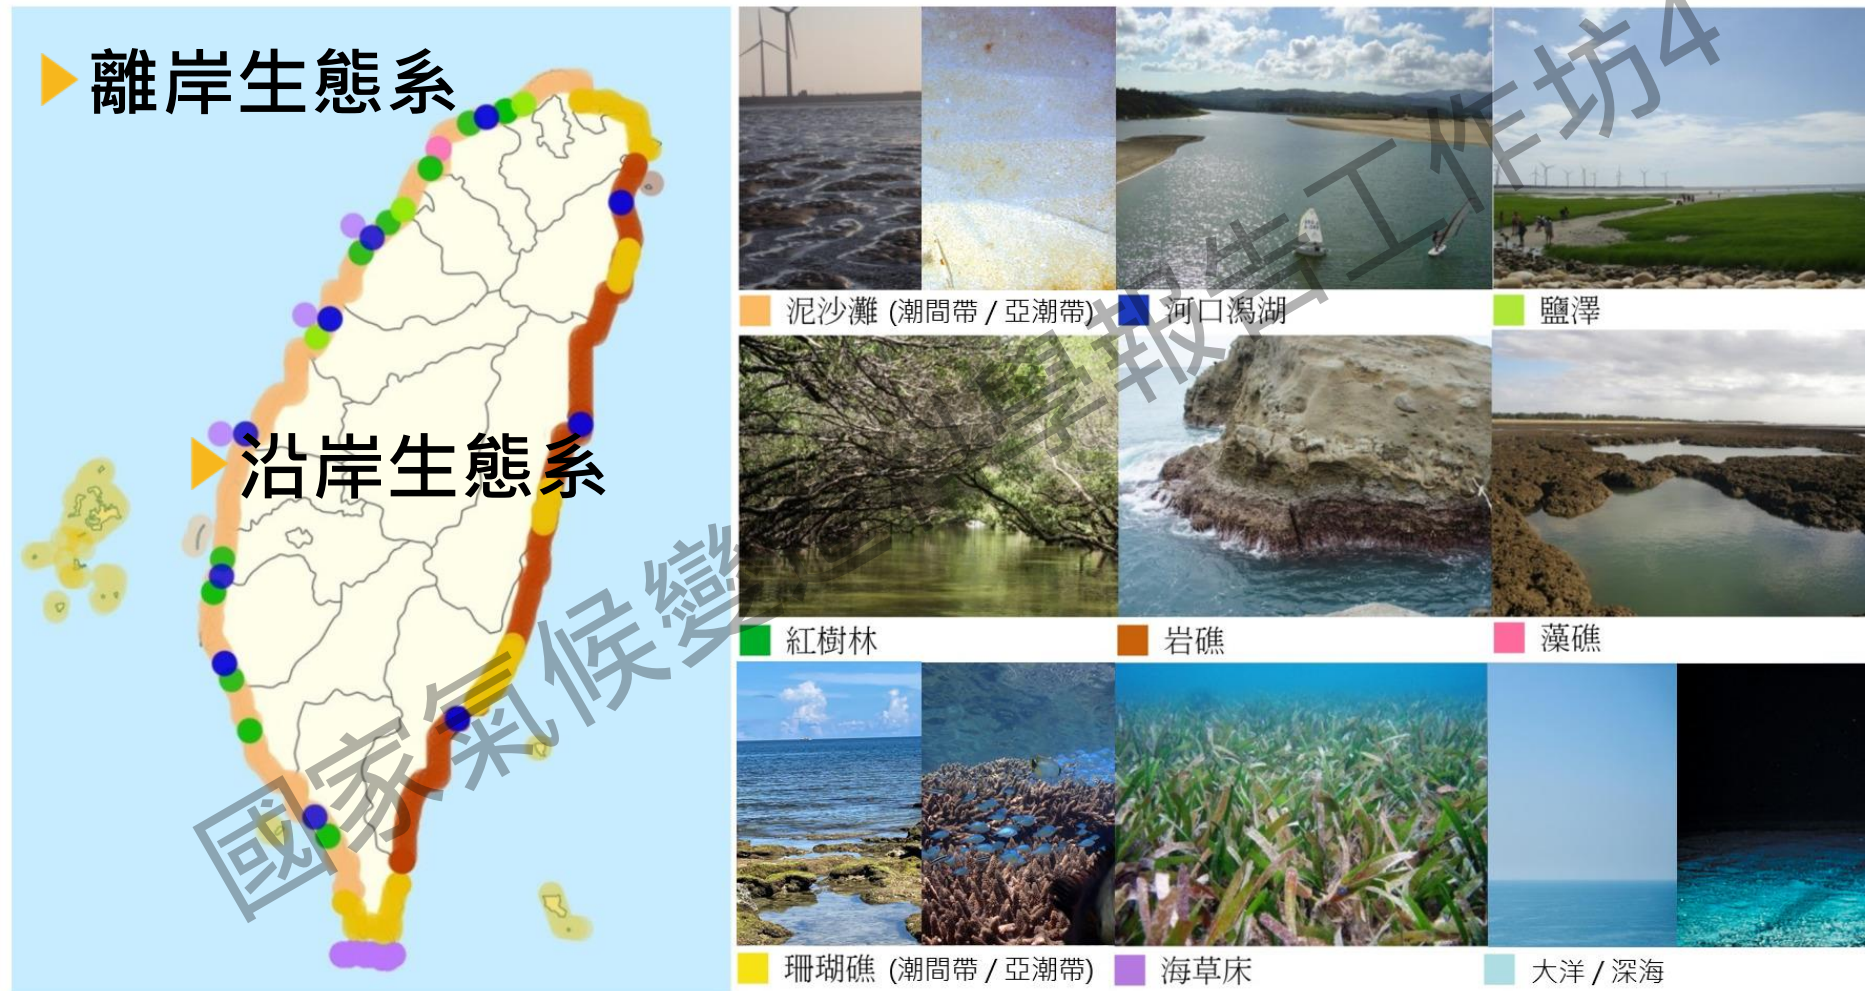 離岸生態系
沿岸生態系
泥沙灘 (潮間帶 / 亞潮帶)
河口潟湖
鹽澤
紅樹林
岩礁
藻礁
珊瑚礁 (潮間帶 / 亞潮帶)
海草床
大洋 / 深海
國家氣候變 學報告工作坊4